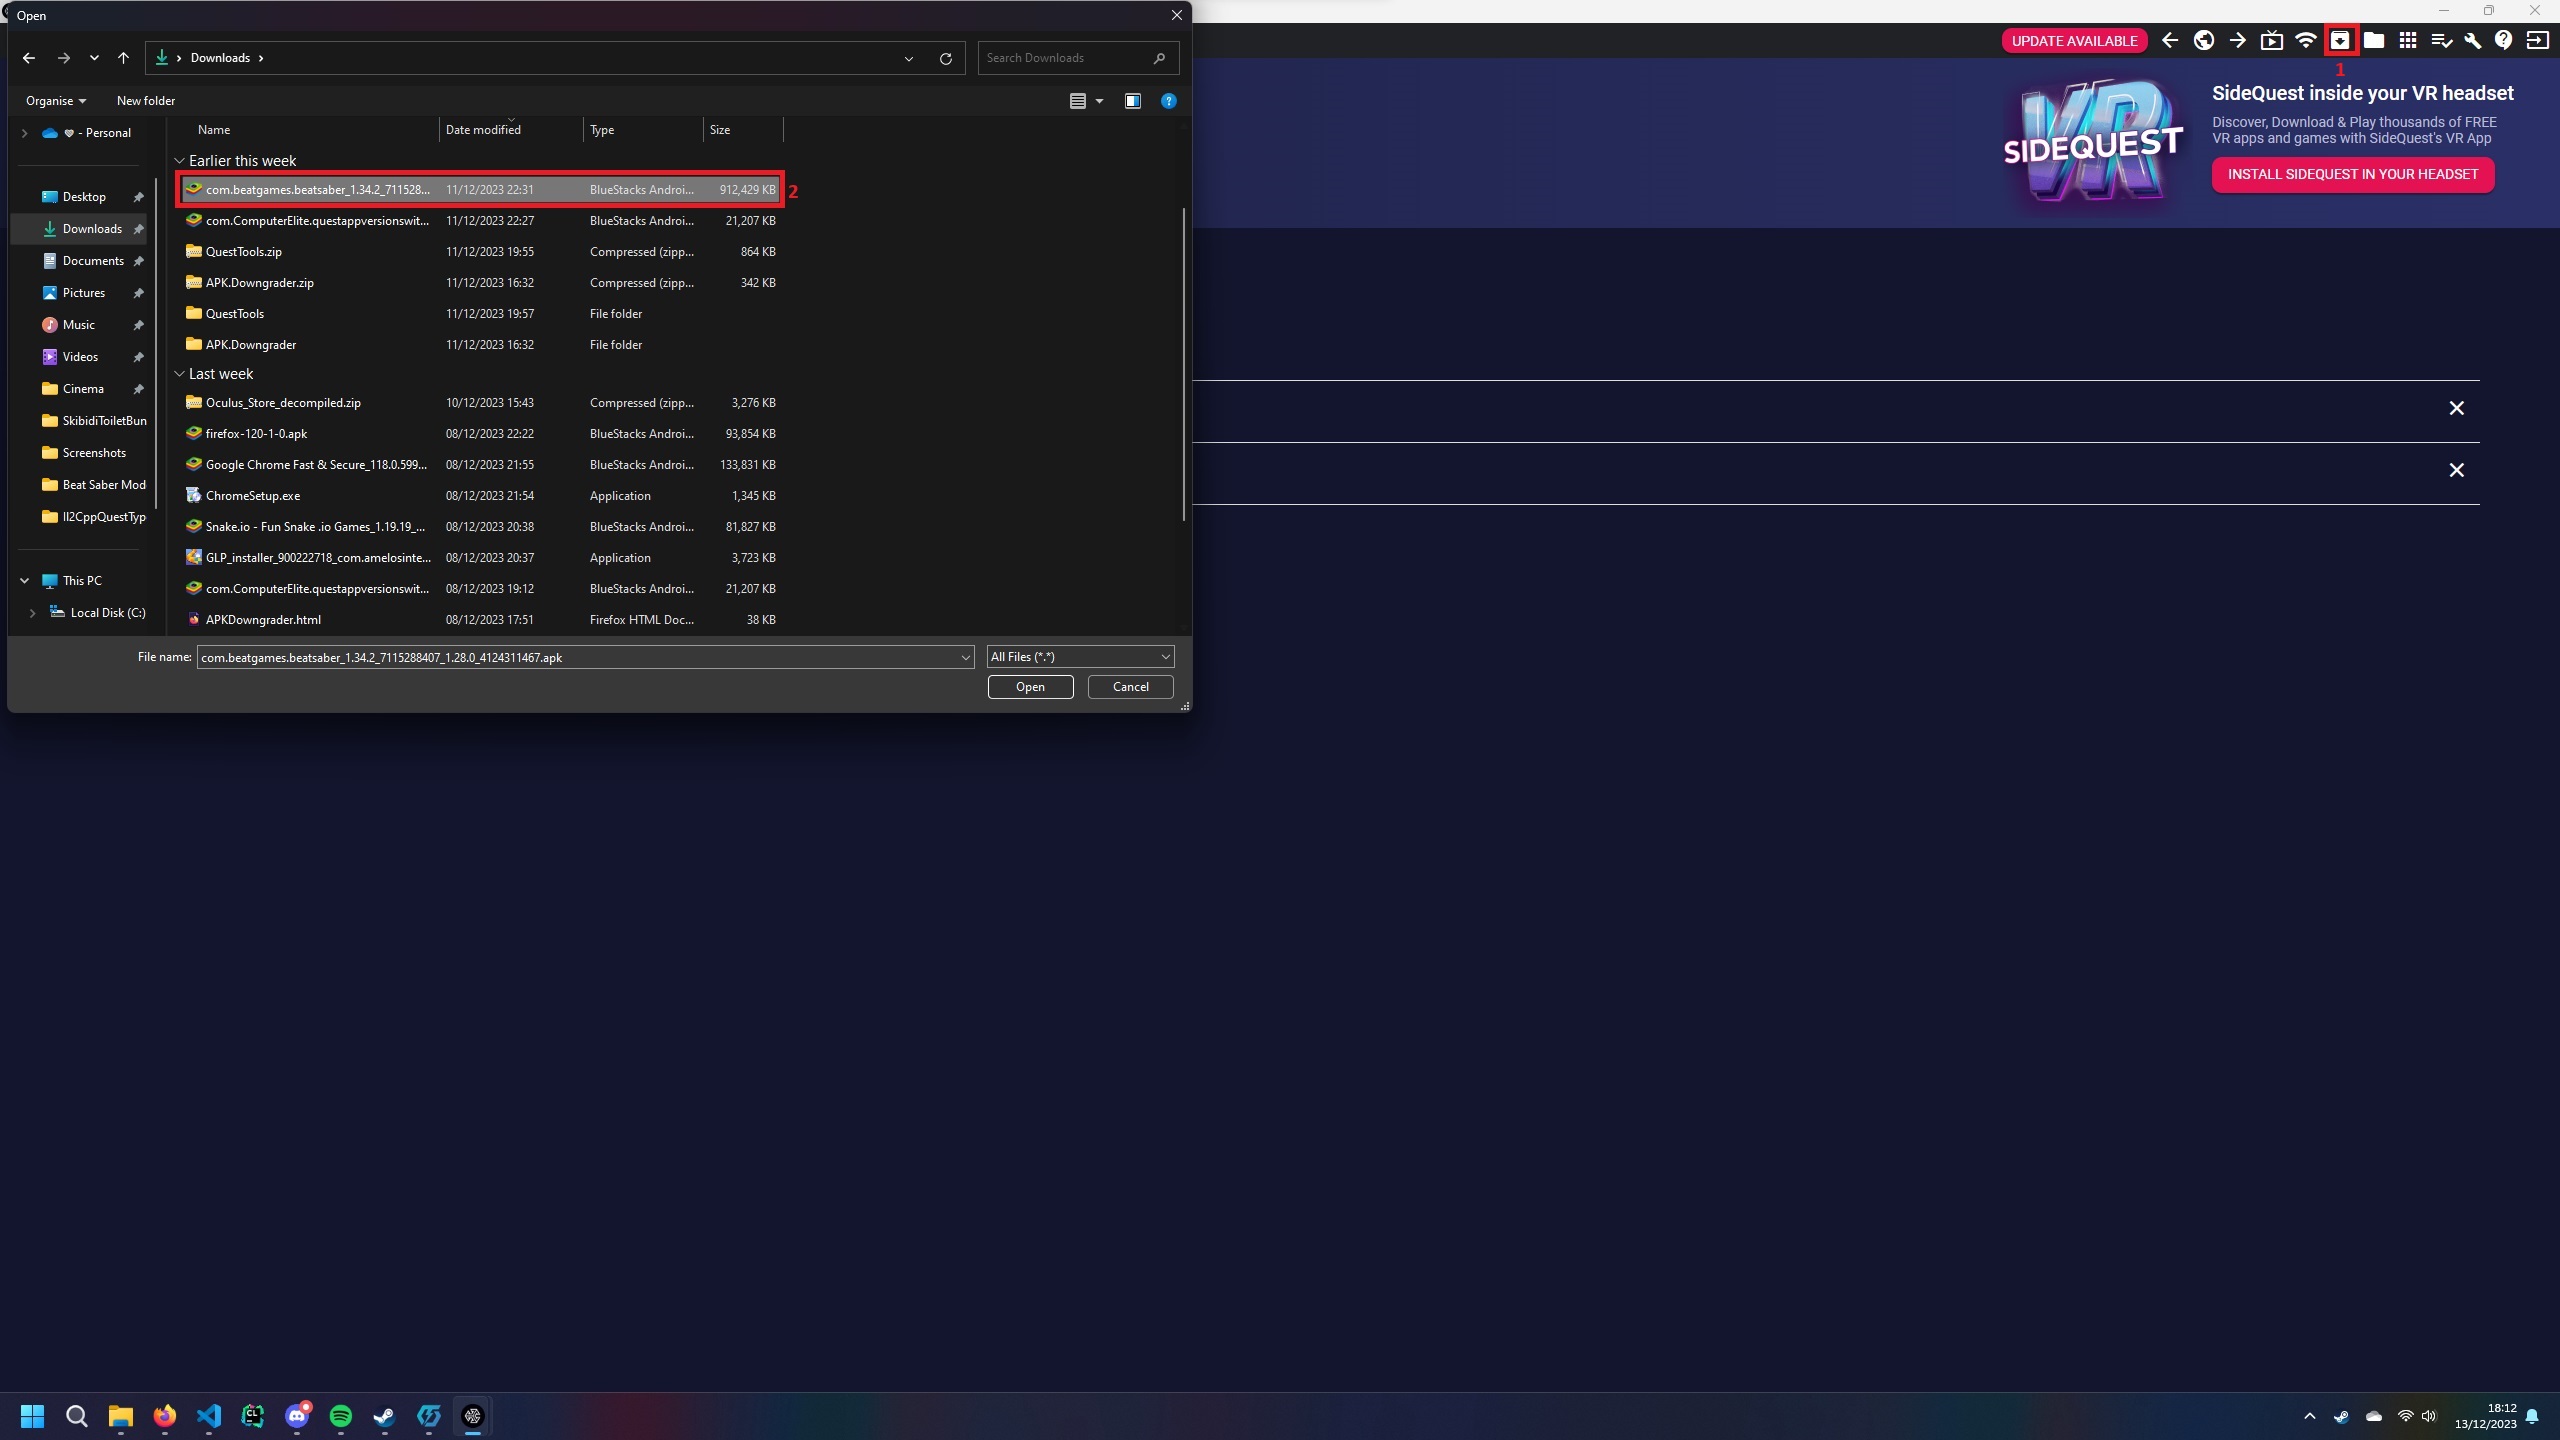 Open
Downloads
Search Downloads
UPDATE AVAILABLE
1
Organise
New folder
SideQuest inside your VR headset
Discover, Download & Play thousands of FREE
VR apps and games with SideQuest's VR App
INSTALL SIDEQUEST IN YOUR HEADSET
VR
SIDEQUEST
- Personal
Desktop
Downloads
Documents
Pictures
Music
Videos
Cinema
SkibidiToiletBun
Screenshots
Beat Saber Mod
Il2CppQuestTyp
This PC
Local Disk (C:)
Name Date modified Type Size
Earlier this week
com.beatgames.beatsaber_1.34.2_711528... 11/12/2023 22:31 BlueStacks Androi... 912,429 KB 2
com.ComputerElite.questappversionswit... 11/12/2023 22:27 BlueStacks Androi... 21,207 KB
QuestTools.zip 11/12/2023 19:55 Compressed (zipp... 864 KB
APK.Downgrader.zip 11/12/2023 16:32 Compressed (zipp... 342 KB
QuestTools 11/12/2023 19:57 File folder
APK.Downgrader 11/12/2023 16:32 File folder
Last week
Oculus_Store_decompiled.zip 10/12/2023 15:43 Compressed (zipp... 3,276 KB
firefox-120-1-0.apk 08/12/2023 22:22 BlueStacks Androi... 93,854 KB
Google Chrome Fast & Secure_118.0.599... 08/12/2023 21:55 BlueStacks Androi... 133,831 KB
ChromeSetup.exe 08/12/2023 21:54 Application 1,345 KB
Snake.io - Fun Snake .io Games_1.19.19_... 08/12/2023 20:38 BlueStacks Androi... 81,827 KB
GLP_installer_900222718_com.amelosinte... 08/12/2023 20:37 Application 3,723 KB
com.ComputerElite.questappversionswit... 08/12/2023 19:12 BlueStacks Androi... 21,207 KB
APKDowngrader.html 08/12/2023 17:51 Firefox HTML Doc... 38 KB
File name: com.beatgames.beatsaber_1.34.2_7115288407_1.28.0_4124311467.apk All Files (*.*)
Open Cancel
18:12
13/12/2023